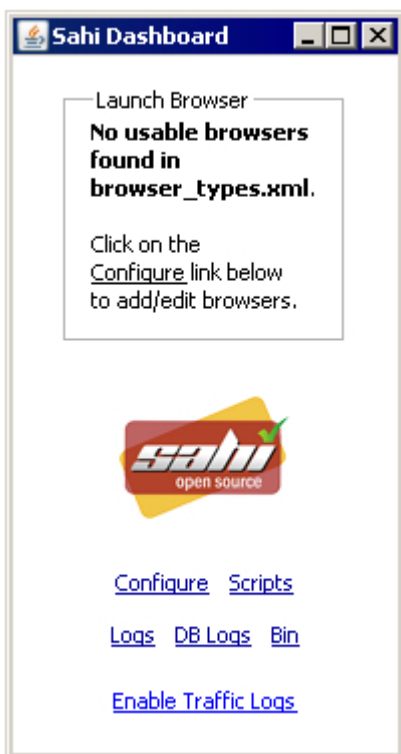 Sahi Dashboard
Launch Browser
No usable browsers
found in
browser_types.xml.
Click on the
Configure link below
to add/edit browsers.
sahi
open source
Configure Scripts
Logs DB Logs Bin
Enable Traffic Logs